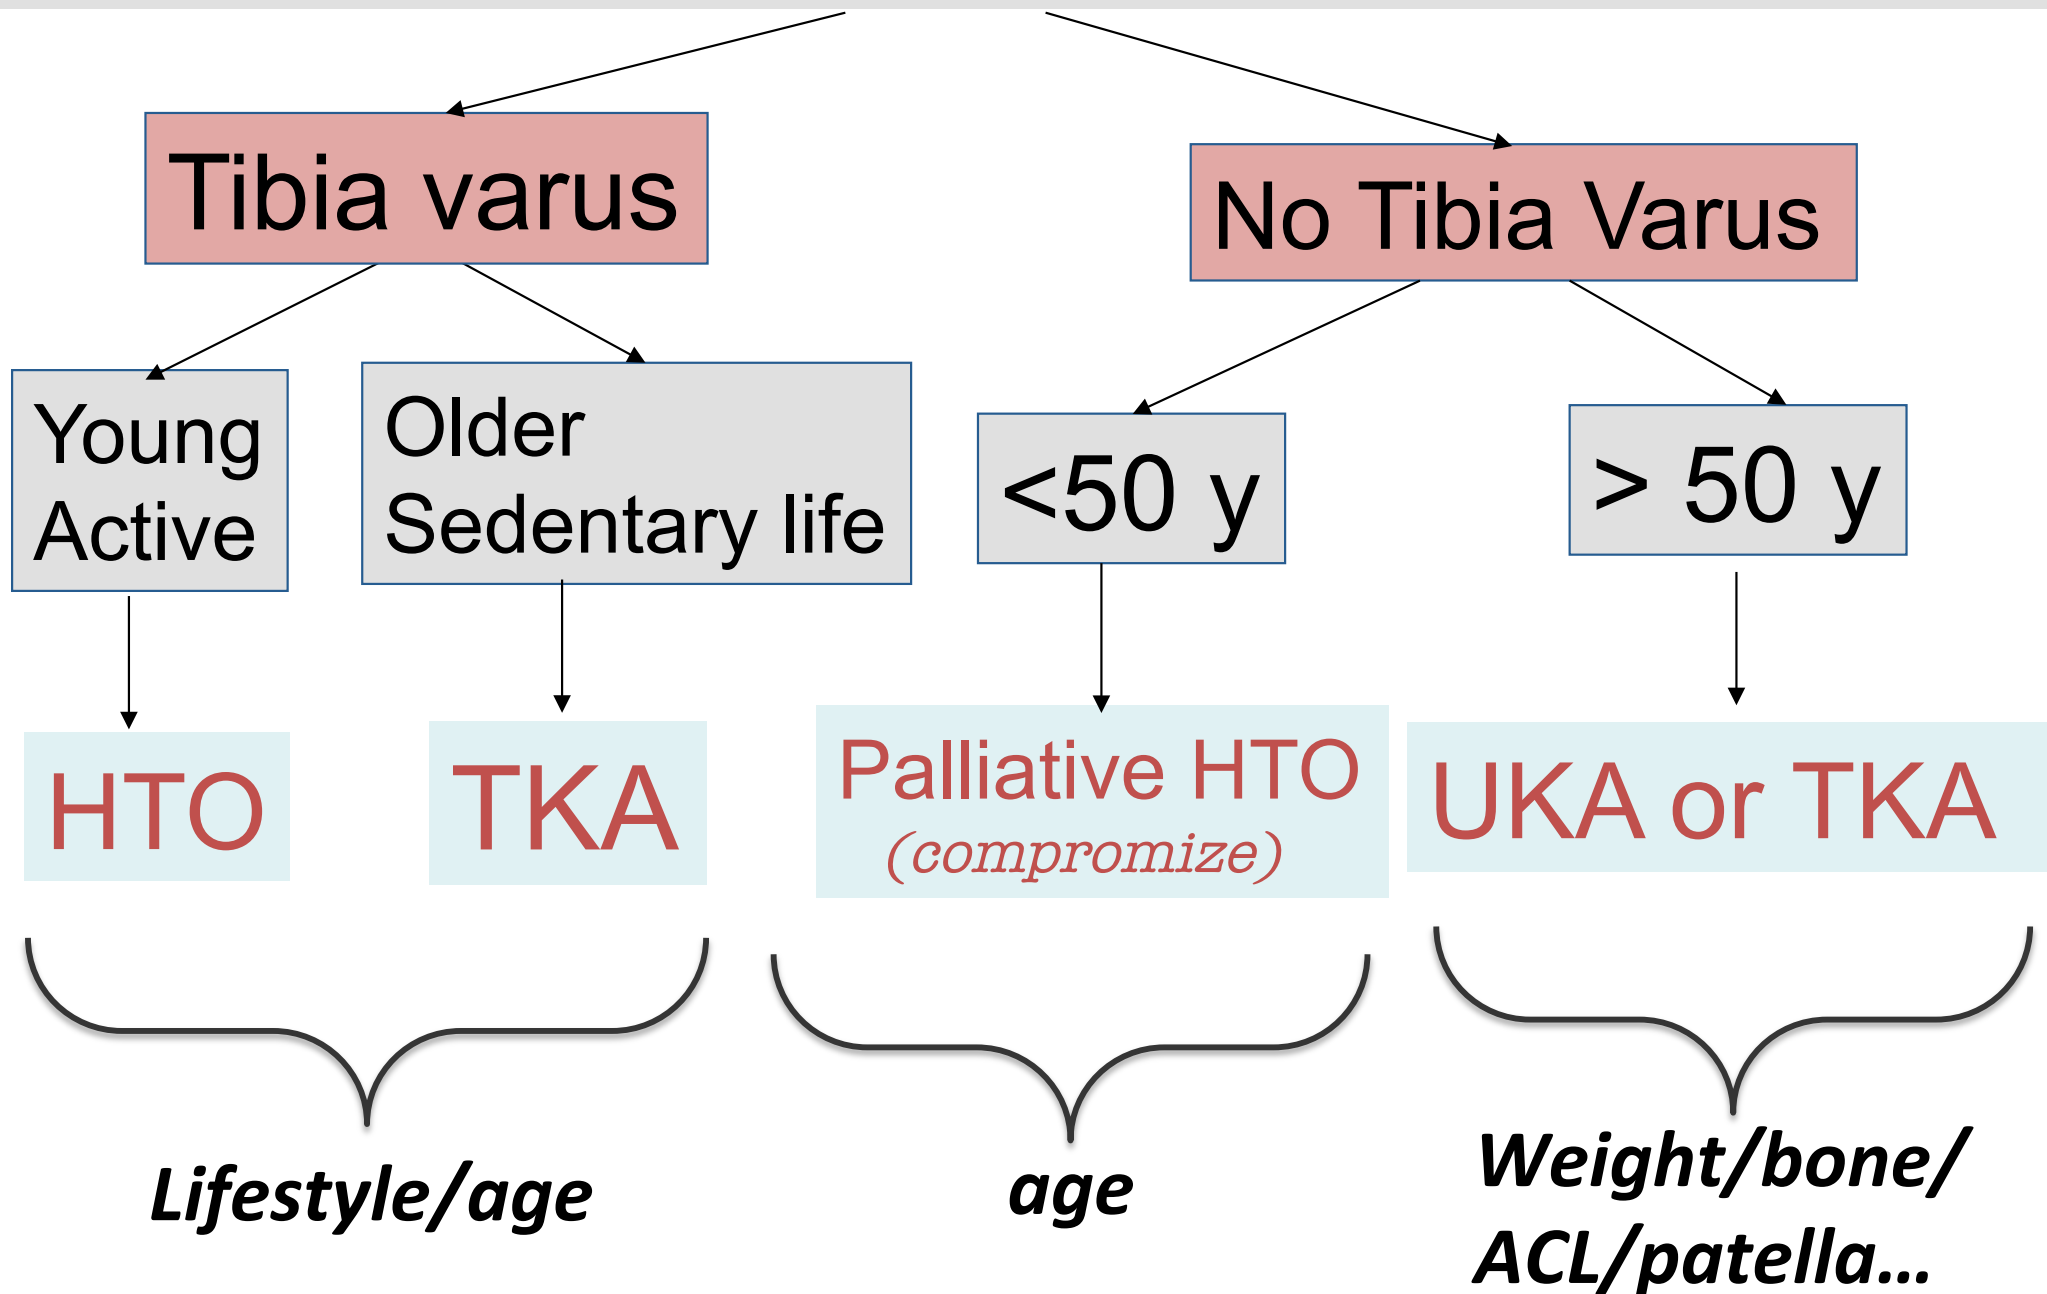 Tibia varus
No Tibia Varus
Young
Active
Older
Sedentary life
<50 y
> 50 y
HTO
TKA
Palliative HTO
(compromize)
UKA or TKA
Lifestyle/age
age
Weight/bone/
ACL/patella...